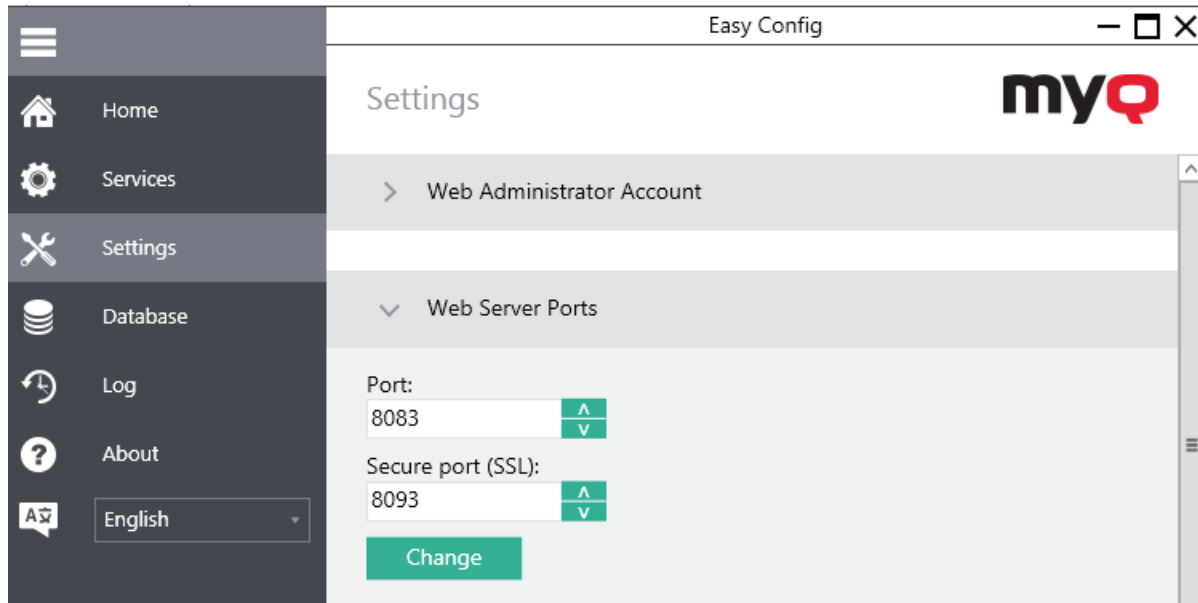 Easy Config
Home
Services
Settings
Database
Log
About
English
Settings
myQ
Web Administrator Account
Web Server Ports
Port:
8083
Secure port (SSL):
8093
Change